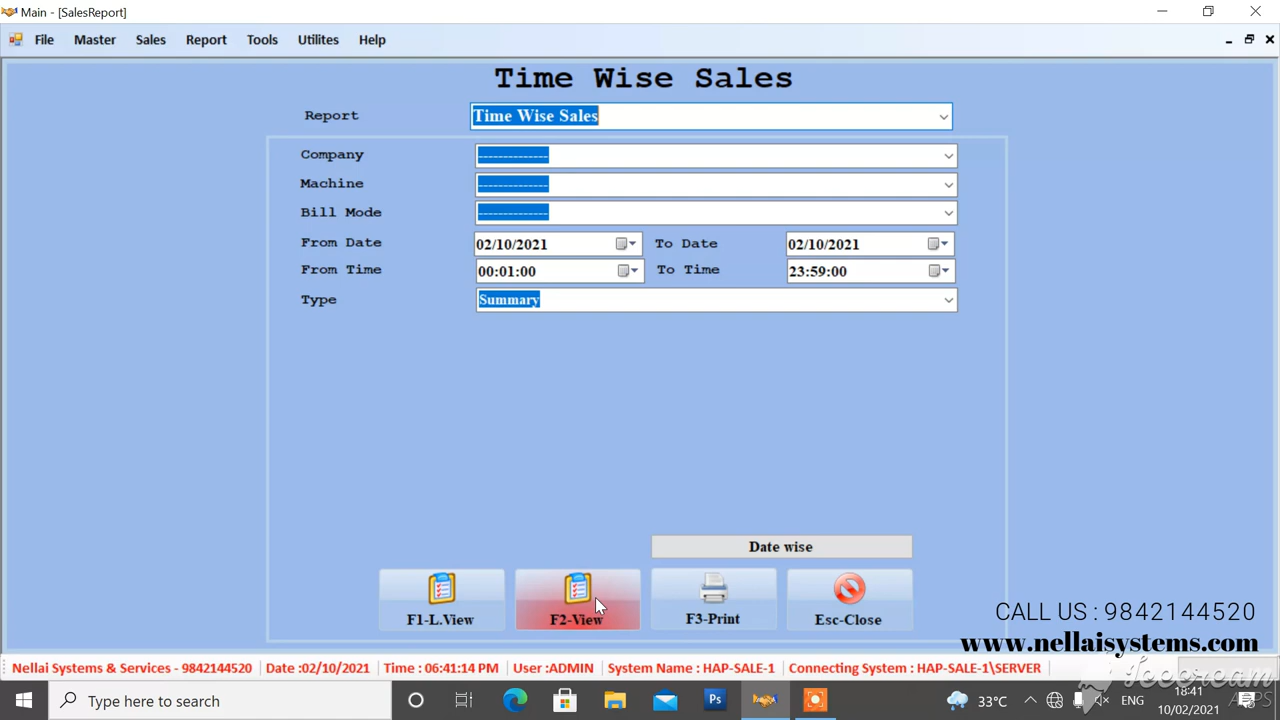 Main - [SalesReport]
File Master Sales Report Tools Utilites Help
Time Wise Sales
Report Time Wise Sales
Company -------------
Machine -------------
Bill Mode -------------
From Date 02/10/2021 To Date 02/10/2021
From Time 00:01:00 To Time 23:59:00
Type Summary
Date wise
F1-L.View F2-View F3-Print Esc-Close
CALL US : 9842144520
www.nellaisystems.com
Nellai Systems & Services - 9842144520 Date :02/10/2021 Time : 06:41:14 PM User :ADMIN System Name : HAP-SALE-1 Connecting System : HAP-SALE-1\SERVER
Icecream
APPS
Type here to search Ps 33°C ENG 18:41
10/02/2021